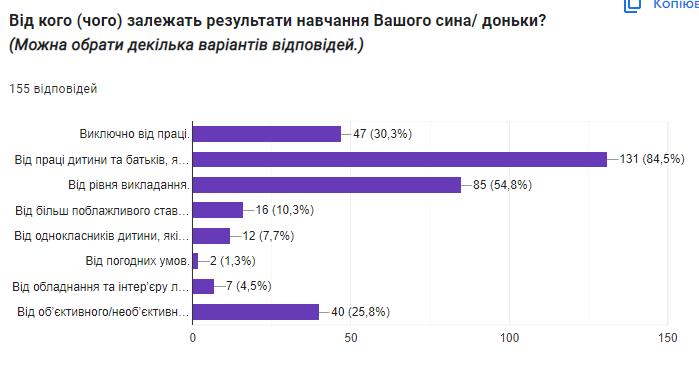 Копіюв
Від кого (чого) залежать результати навчання Вашого сина/ доньки?
(Можна обрати декілька варіантів відповідей.)
155 відповідей
Виключно від праці. 47 (30,3%)
Від праці дитини та батьків, я… 131 (84,5%)
Від рівня викладання. 85 (54,8%)
Від більш поблажливого став… 16 (10,3%)
Від однокласників дитини, які… 12 (7,7%)
Від погодних умов. 2 (1,3%)
Від обладнання та інтер’єру л… 7 (4,5%)
Від об’єктивного/необ’єктивн… 40 (25,8%)
0 50 100 150